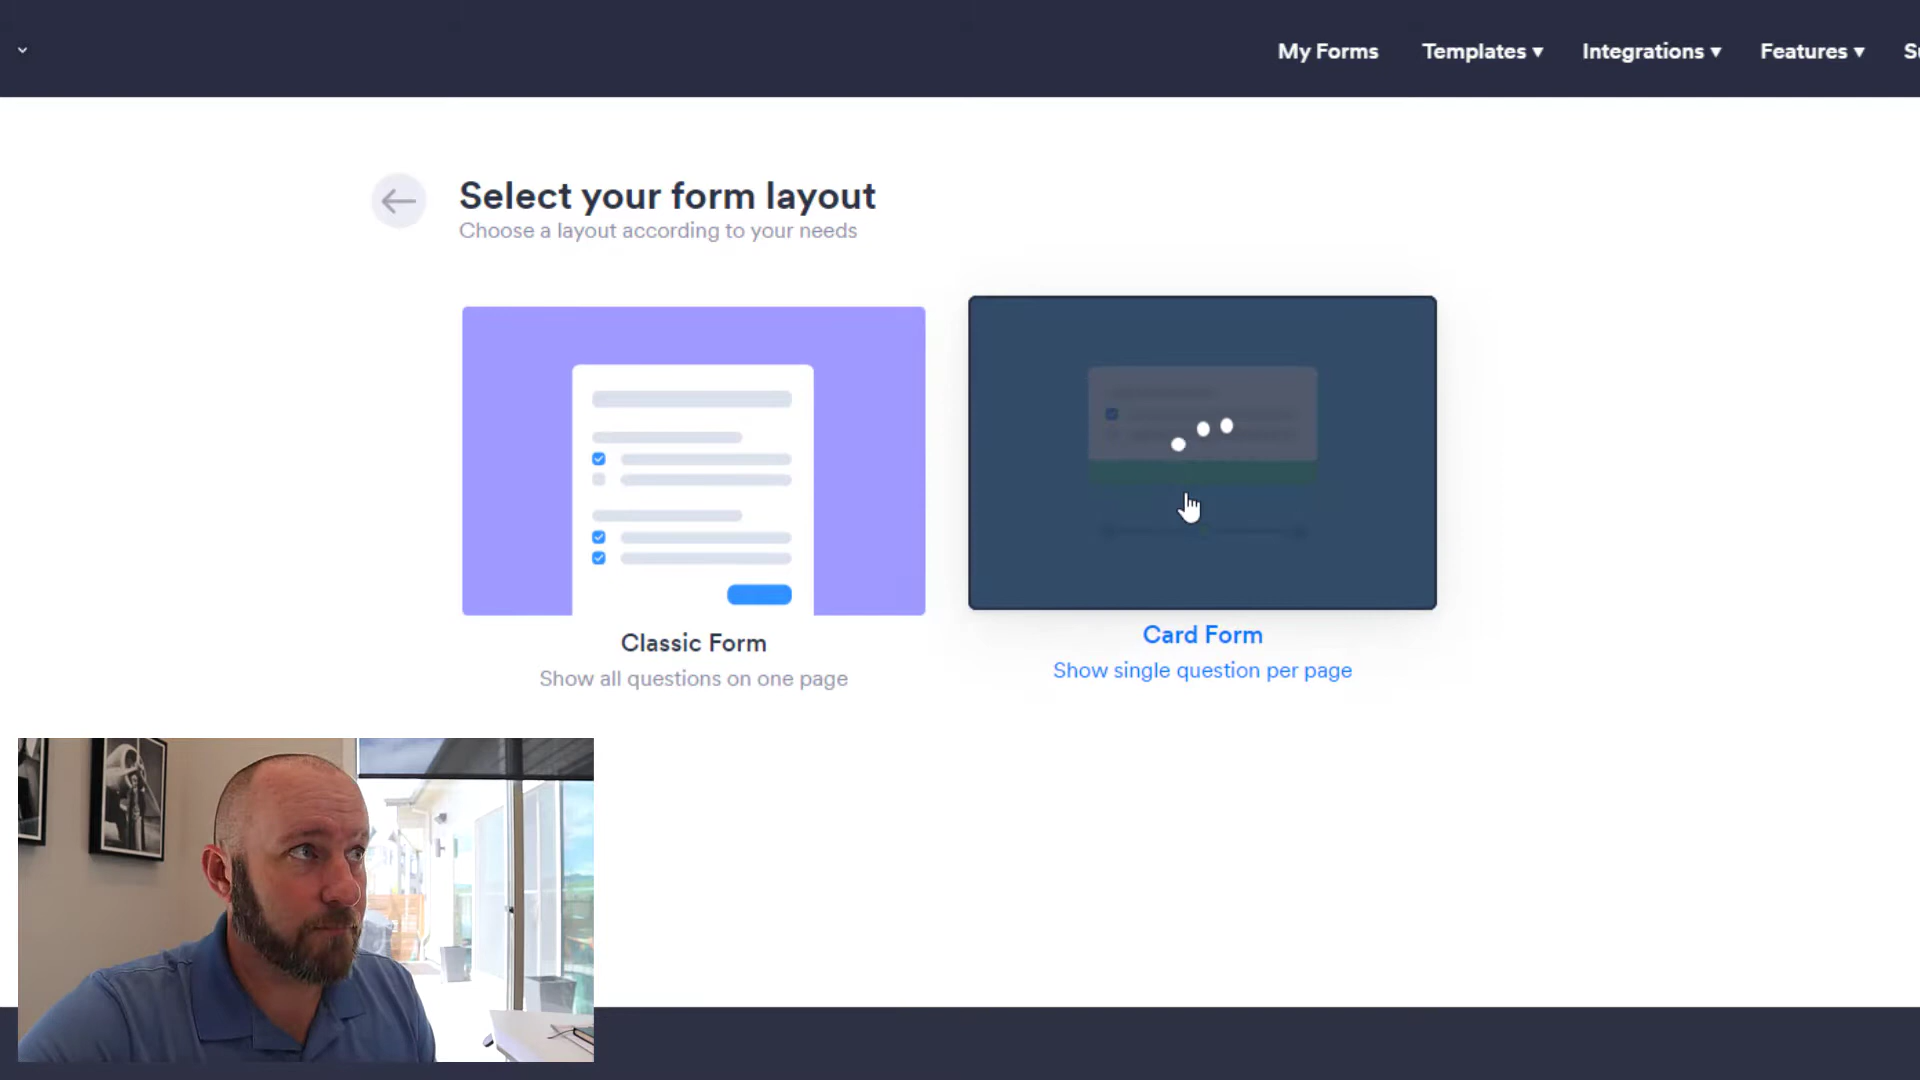 My Forms
Templates ▾
Integrations ▾
Features ▾
Select your form layout
Choose a layout according to your needs
Classic Form
Show all questions on one page
Card Form
Show single question per page